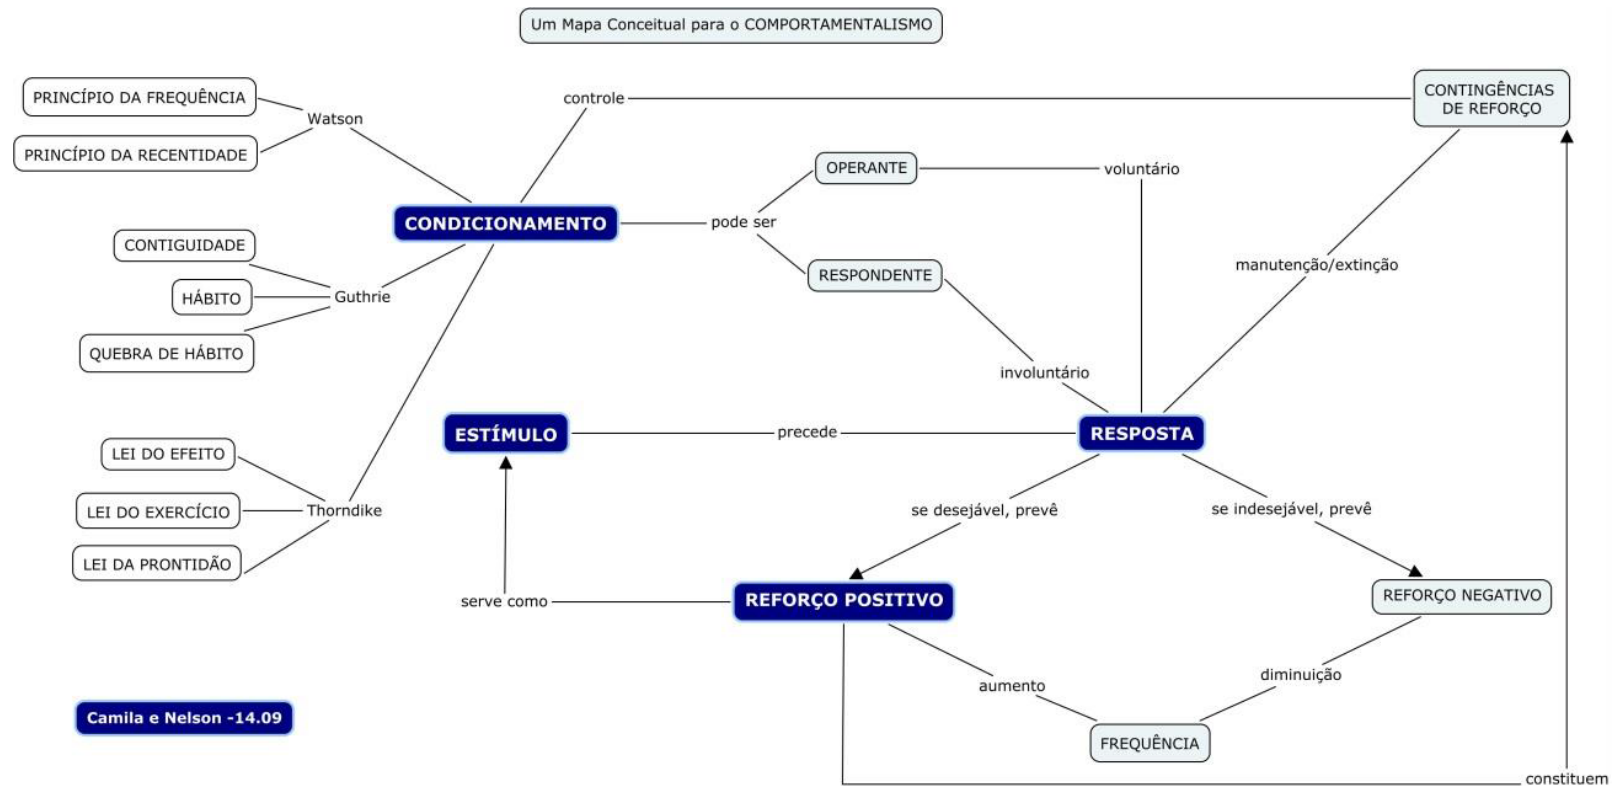 Um Mapa Conceitual para o COMPORTAMENTALISMO
PRINCÍPIO DA FREQUÊNCIA
Watson
PRINCÍPIO DA RECENTIDADE
controle
CONTINGÊNCIAS
DE REFORÇO
OPERANTE
voluntário
CONDICIONAMENTO
pode ser
RESPONDENTE
involuntário
manutenção/extinção
CONTIGUIDADE
HÁBITO
Guthrie
QUEBRA DE HÁBITO
ESTÍMULO
precede
RESPOSTA
LEI DO EFEITO
LEI DO EXERCÍCIO
Thorndike
LEI DA PRONTIDÃO
se desejável, prevê
se indesejável, prevê
serve como
REFORÇO POSITIVO
REFORÇO NEGATIVO
aumento
diminuição
FREQUÊNCIA
constituem
Camila e Nelson -14.09